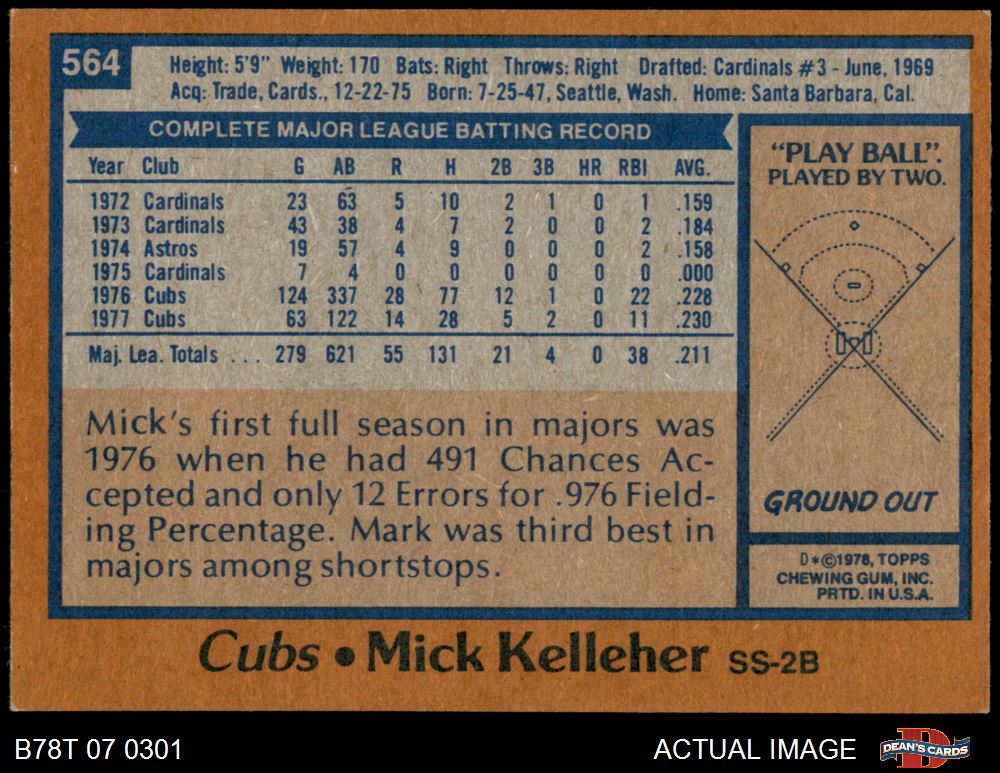 564
Height: 5'9" Weight: 170 Bats: Right Throws: Right Drafted: Cardinals #3 - June, 1969
Acq: Trade, Cards., 12-22-75 Born: 7-25-47, Seattle, Wash. Home: Santa Barbara, Cal.
COMPLETE MAJOR LEAGUE BATTING RECORD
Year Club G AB R H 2B 3B HR RBI AVG.
1972 Cardinals 23 63 5 10 2 1 0 1 .159
1973 Cardinals 43 38 4 7 2 0 0 2 .184
1974 Astros 19 57 4 9 0 0 0 2 .158
1975 Cardinals 7 4 0 0 0 0 0 0 .000
1976 Cubs 124 337 28 77 12 1 0 22 .228
1977 Cubs 63 122 14 28 5 2 0 11 .230
Maj. Lea. Totals . . . 279 621 55 131 21 4 0 38 .211
Mick's first full season in majors was
1976 when he had 491 Chances Ac-
cepted and only 12 Errors for .976 Field-
ing Percentage. Mark was third best in
majors among shortstops.
"PLAY BALL".
PLAYED BY TWO.
GROUND OUT
D*©1978, TOPPS
CHEWING GUM, INC.
PRTD. IN U.S.A.
Cubs • Mick Kelleher SS-2B
B78T 07 0301
ACTUAL IMAGE
DEAN'S CARDS